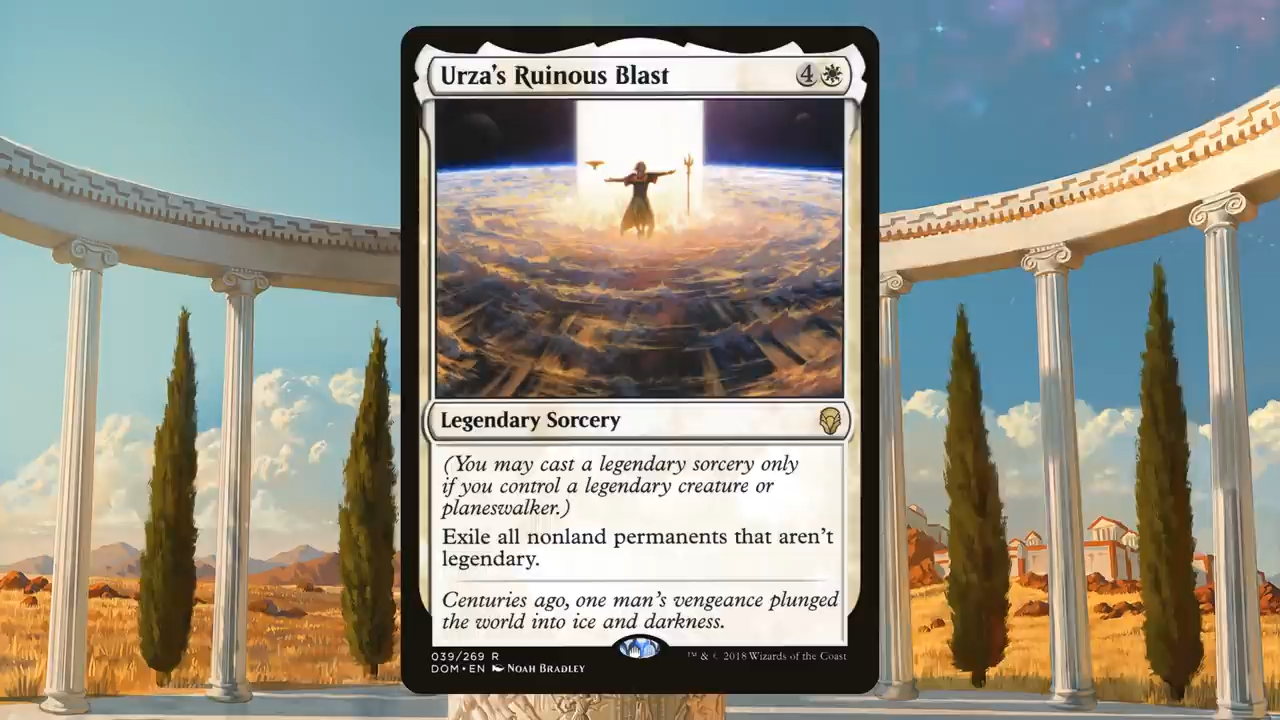 Urza's Ruinous Blast
4
Legendary Sorcery
(You may cast a legendary sorcery only
if you control a legendary creature or
planeswalker.)
Exile all nonland permanents that aren't
legendary.
Centuries ago, one man's vengeance plunged
the world into ice and darkness.
039/269 R
DOM • EN Noah Bradley
™ & © 2018 Wizards of the Coast